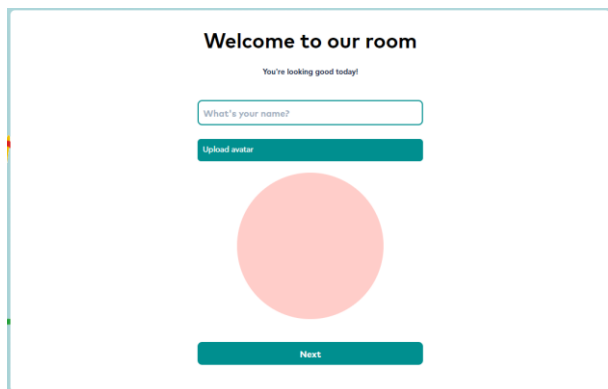 Welcome to our room
You're looking good today!
What's your name?
Upload avatar
Next